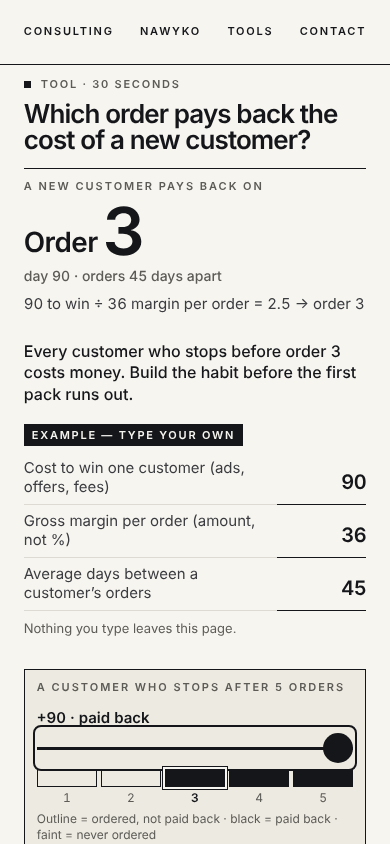 CONSULTING NAWYKO TOOLS CONTACT
TOOL · 30 SECONDS
Which order pays back the
cost of a new customer?
A NEW CUSTOMER PAYS BACK ON
Order 3
day 90 · orders 45 days apart
90 to win ÷ 36 margin per order = 2.5 → order 3
Every customer who stops before order 3
costs money. Build the habit before the first
pack runs out.
EXAMPLE — TYPE YOUR OWN
Cost to win one customer (ads,
offers, fees)
90
Gross margin per order (amount,
not %)
36
Average days between a
customer’s orders
45
Nothing you type leaves this page.
A CUSTOMER WHO STOPS AFTER 5 ORDERS
+90 · paid back
1 2 3 4 5
Outline = ordered, not paid back · black = paid back ·
faint = never ordered